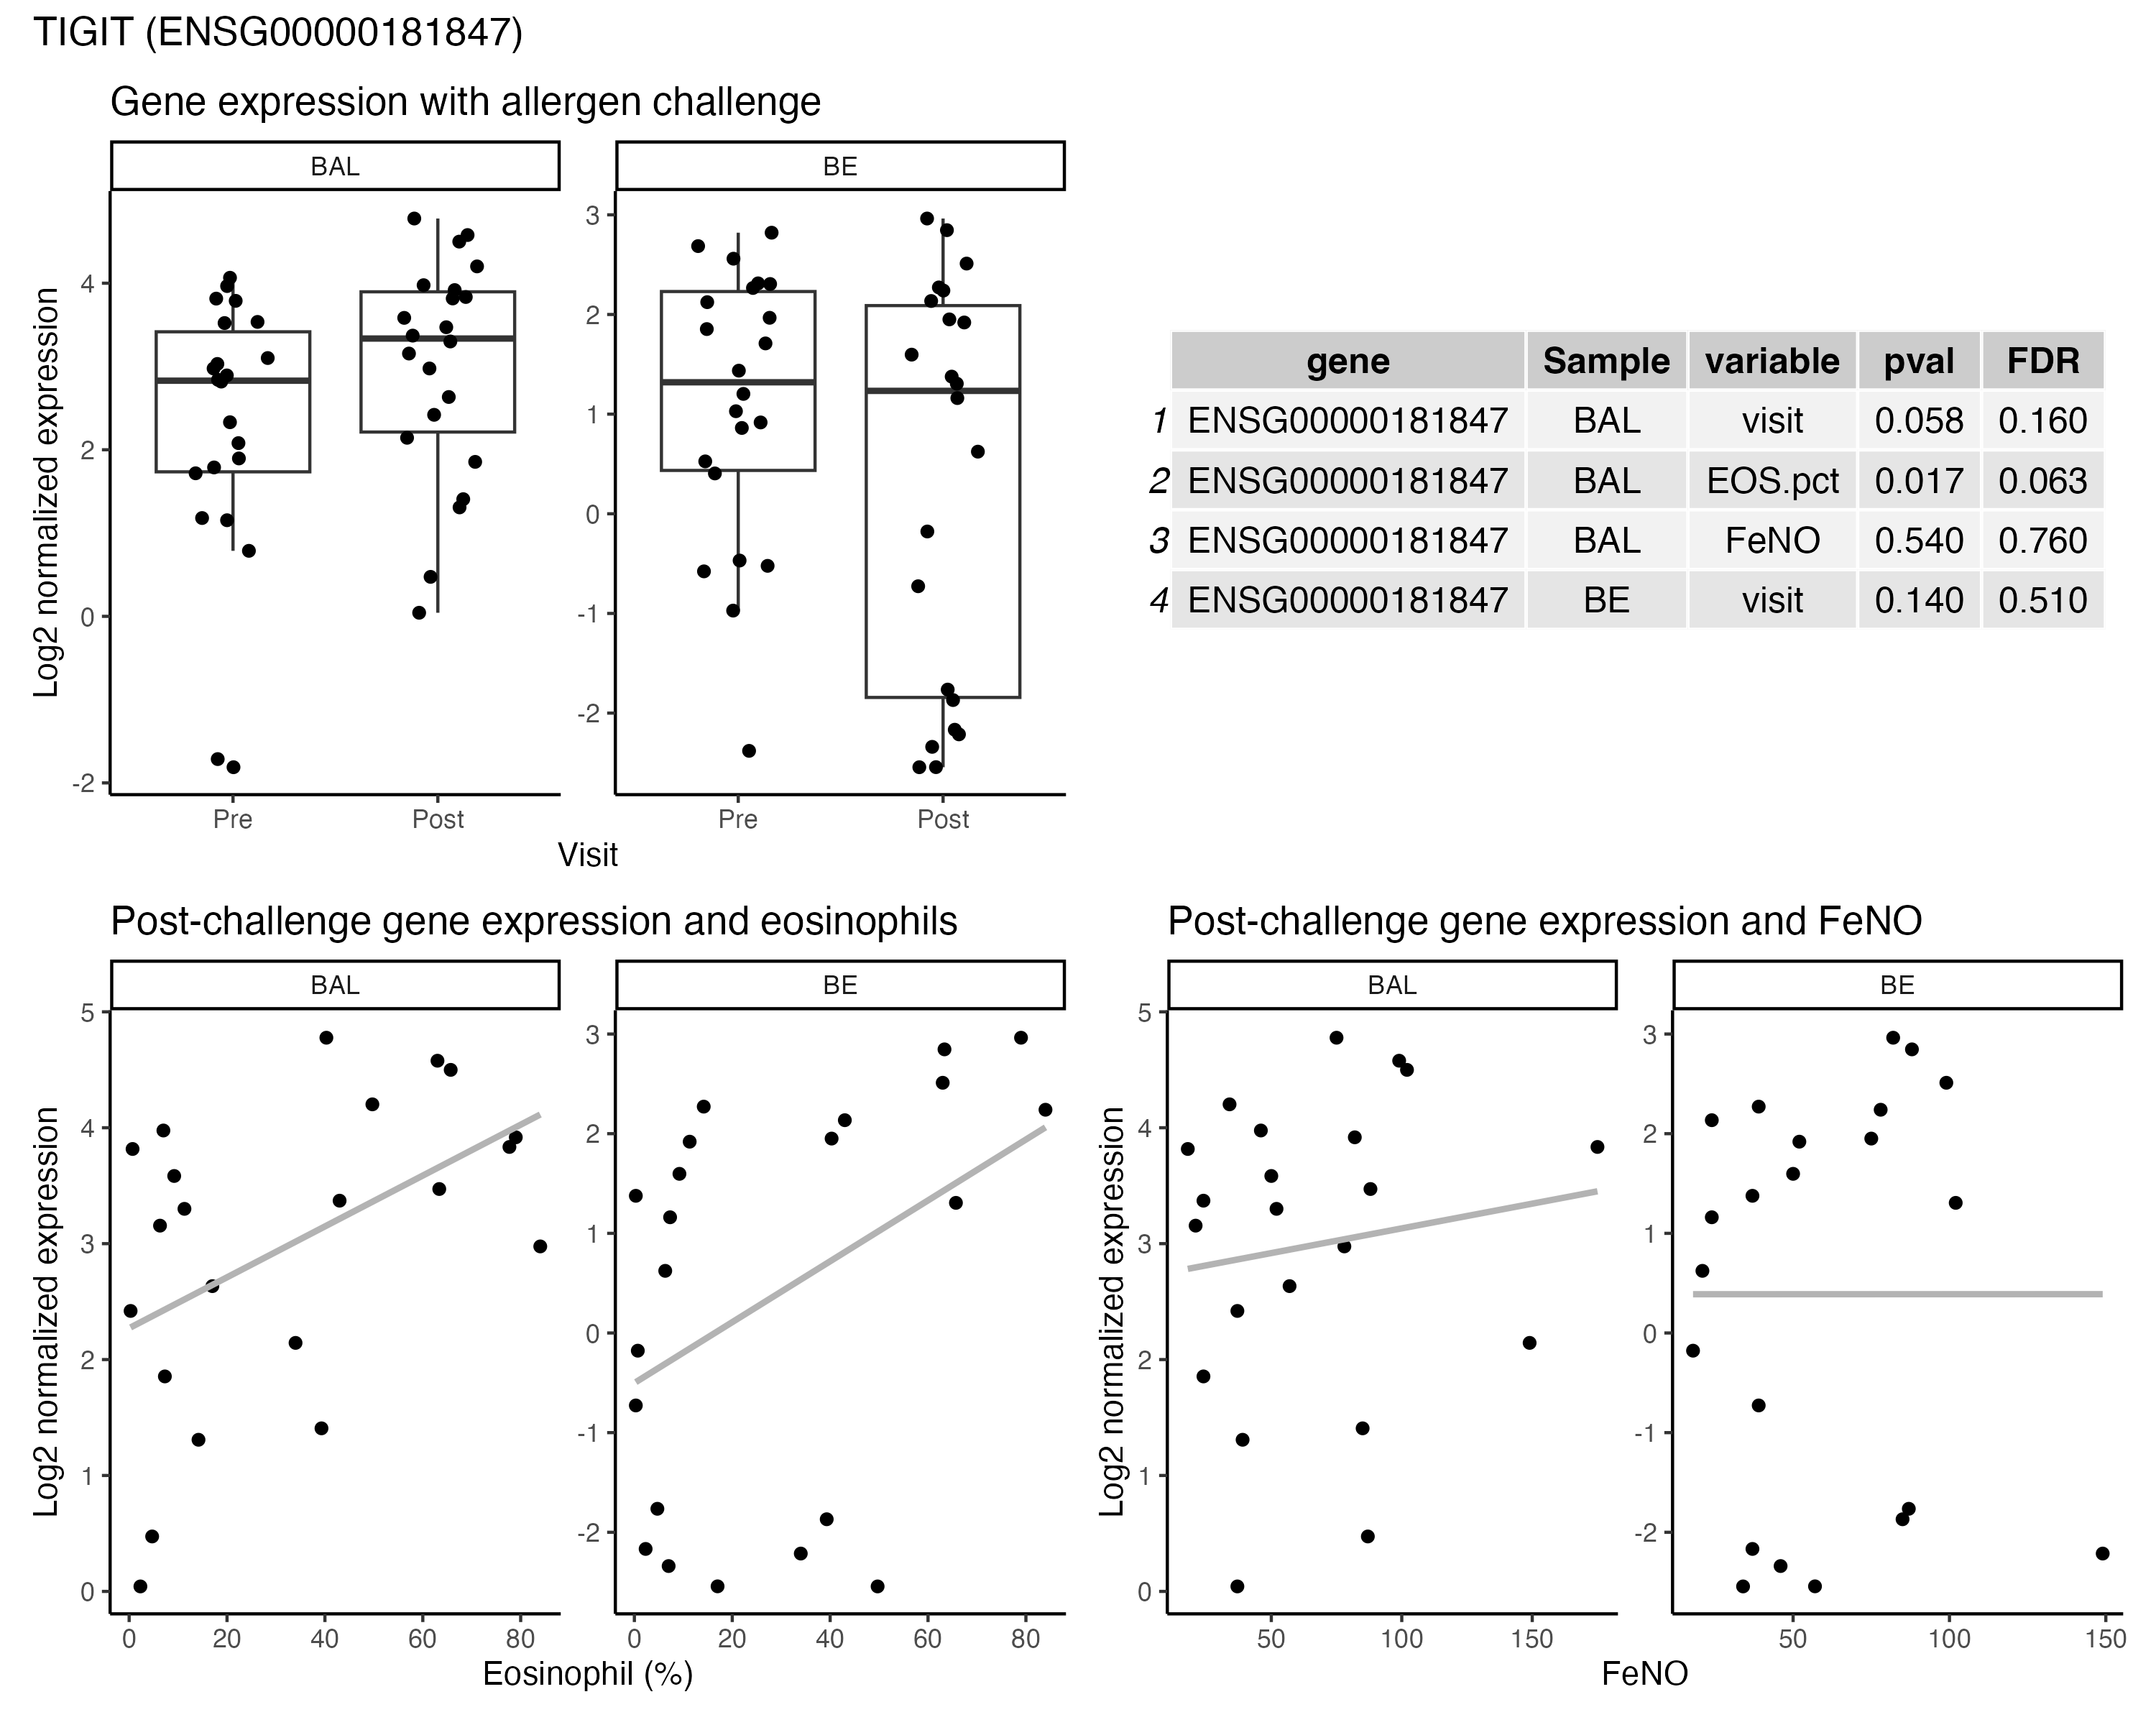 TIGIT (ENSG00000181847)
Gene expression with allergen challenge
BAL BE
Log2 normalized expression
4
2
0
-2
3
2
1
0
-1
-2
Pre Post Pre Post
Visit
gene Sample variable pval FDR
1 ENSG00000181847 BAL visit 0.058 0.160
2 ENSG00000181847 BAL EOS.pct 0.017 0.063
3 ENSG00000181847 BAL FeNO 0.540 0.760
4 ENSG00000181847 BE visit 0.140 0.510
Post-challenge gene expression and eosinophils
BAL BE
Log2 normalized expression
5
4
3
2
1
0
3
2
1
0
-1
-2
0 20 40 60 80 0 20 40 60 80
Eosinophil (%)
Post-challenge gene expression and FeNO
BAL BE
Log2 normalized expression
5
4
3
2
1
0
3
2
1
0
-1
-2
50 100 150 50 100 150
FeNO